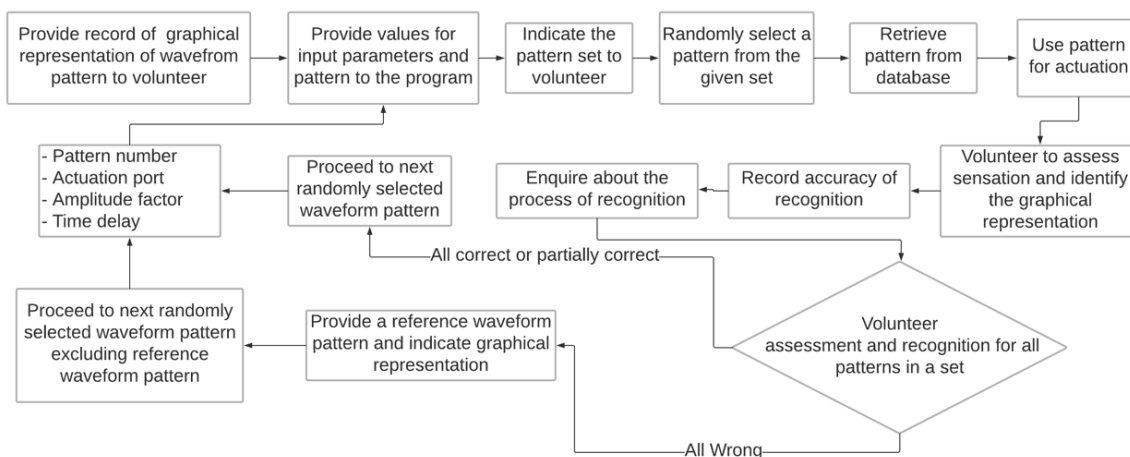 Provide record of graphical
representation of wavefrom
pattern to volunteer
Provide values for
input parameters and
pattern to the program
Indicate the
pattern set to
volunteer
Randomly select a
pattern from the
given set
Retrieve
pattern from
database
Use pattern
for actuation
Volunteer to assess
sensation and identify
the graphical
representation
Record accuracy of
recognition
Enquire about the
process of recognition
Volunteer
assessment and recognition for all
patterns in a set
All correct or partially correct
Proceed to next
randomly selected
waveform pattern
- Pattern number
- Actuation port
- Amplitude factor
- Time delay
All Wrong
Provide a reference waveform
pattern and indicate graphical
representation
Proceed to next randomly
selected waveform pattern
excluding reference
waveform pattern